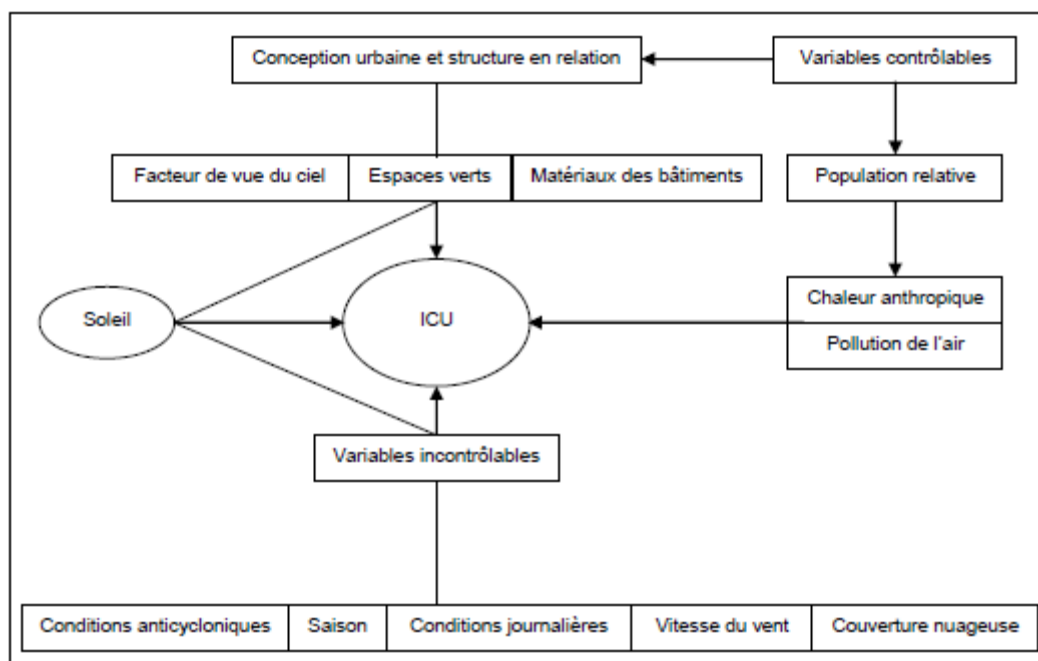 Conception urbaine et structure en relation
Variables contrôlables
Facteur de vue du ciel
Espaces verts
Matériaux des bâtiments
Population relative
Soleil
ICU
Chaleur anthropique
Pollution de l'air
Variables incontrôlables
Conditions anticycloniques
Saison
Conditions journalières
Vitesse du vent
Couverture nuageuse